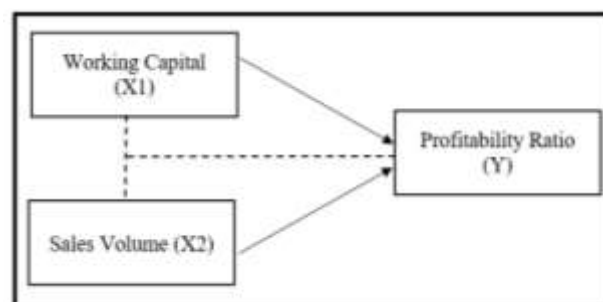 Working Capital
(X1)
Profitability Ratio
(Y)
Sales Volume (X2)